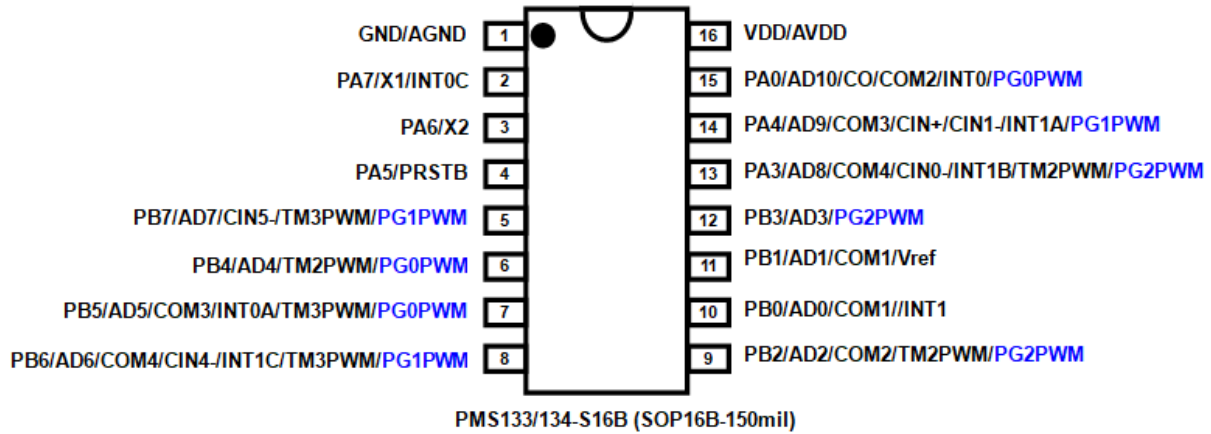 GND/AGND 1 16 VDD/AVDD
PA7/X1/INT0C 2 15 PA0/AD10/CO/COM2/INT0/PG0PWM
PA6/X2 3 14 PA4/AD9/COM3/CIN+/CIN1-/INT1A/PG1PWM
PA5/PRSTB 4 13 PA3/AD8/COM4/CIN0-/INT1B/TM2PWM/PG2PWM
PB7/AD7/CIN5-/TM3PWM/PG1PWM 5 12 PB3/AD3/PG2PWM
PB4/AD4/TM2PWM/PG0PWM 6 11 PB1/AD1/COM1/Vref
PB5/AD5/COM3/INT0A/TM3PWM/PG0PWM 7 10 PB0/AD0/COM1//INT1
PB6/AD6/COM4/CIN4-/INT1C/TM3PWM/PG1PWM 8 9 PB2/AD2/COM2/TM2PWM/PG2PWM
PMS133/134-S16B (SOP16B-150mil)